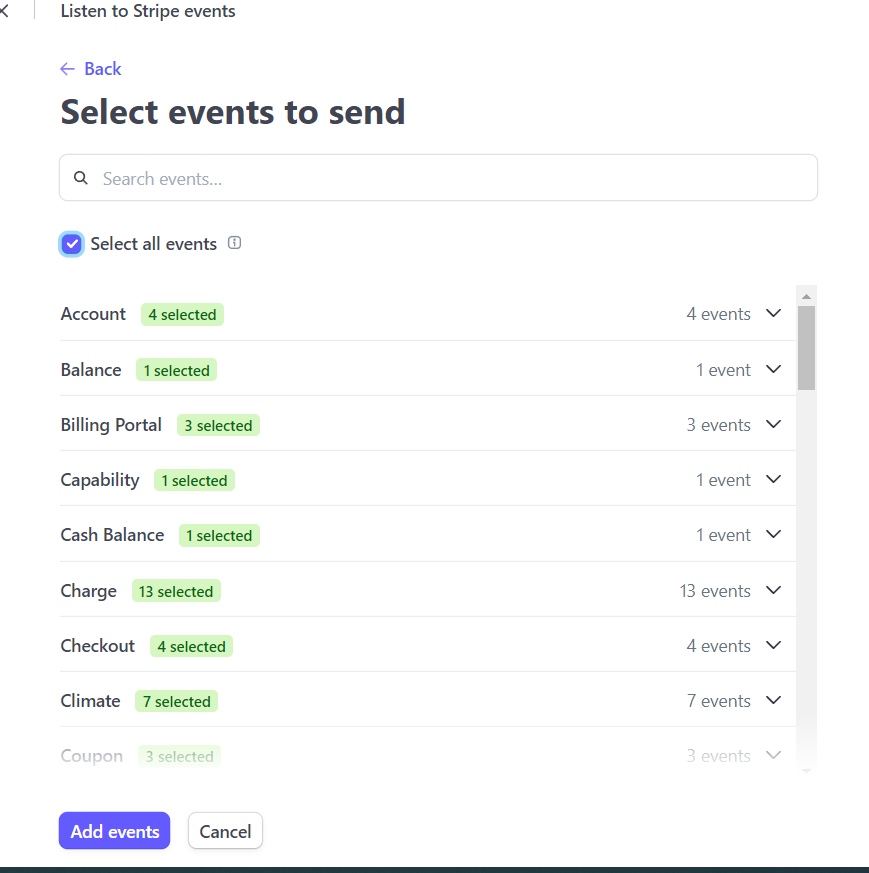 Listen to Stripe events
Back
Select events to send
Search events...
Select all events
Account 4 selected 4 events
Balance 1 selected 1 event
Billing Portal 3 selected 3 events
Capability 1 selected 1 event
Cash Balance 1 selected 1 event
Charge 13 selected 13 events
Checkout 4 selected 4 events
Climate 7 selected 7 events
Coupon 3 selected 3 events
Add events Cancel